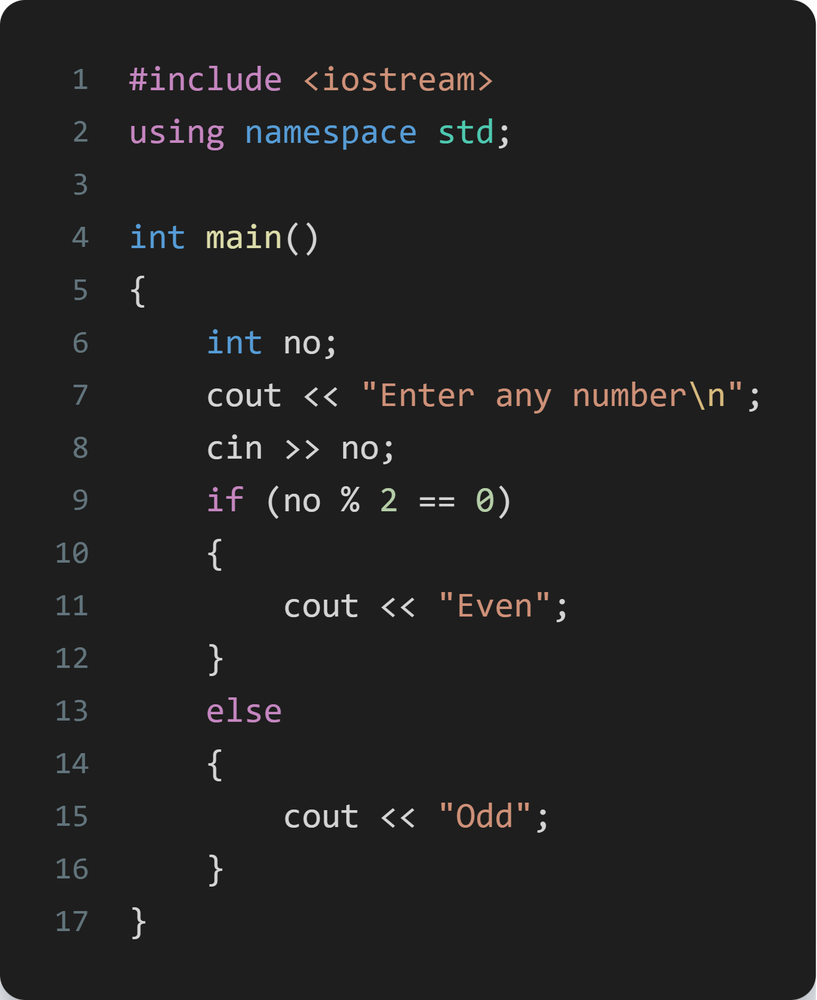 1 #include <iostream>
2 using namespace std;
3
4 int main()
5 {
6     int no;
7     cout << "Enter any number\n";
8     cin >> no;
9     if (no % 2 == 0)
10     {
11         cout << "Even";
12     }
13     else
14     {
15         cout << "Odd";
16     }
17 }